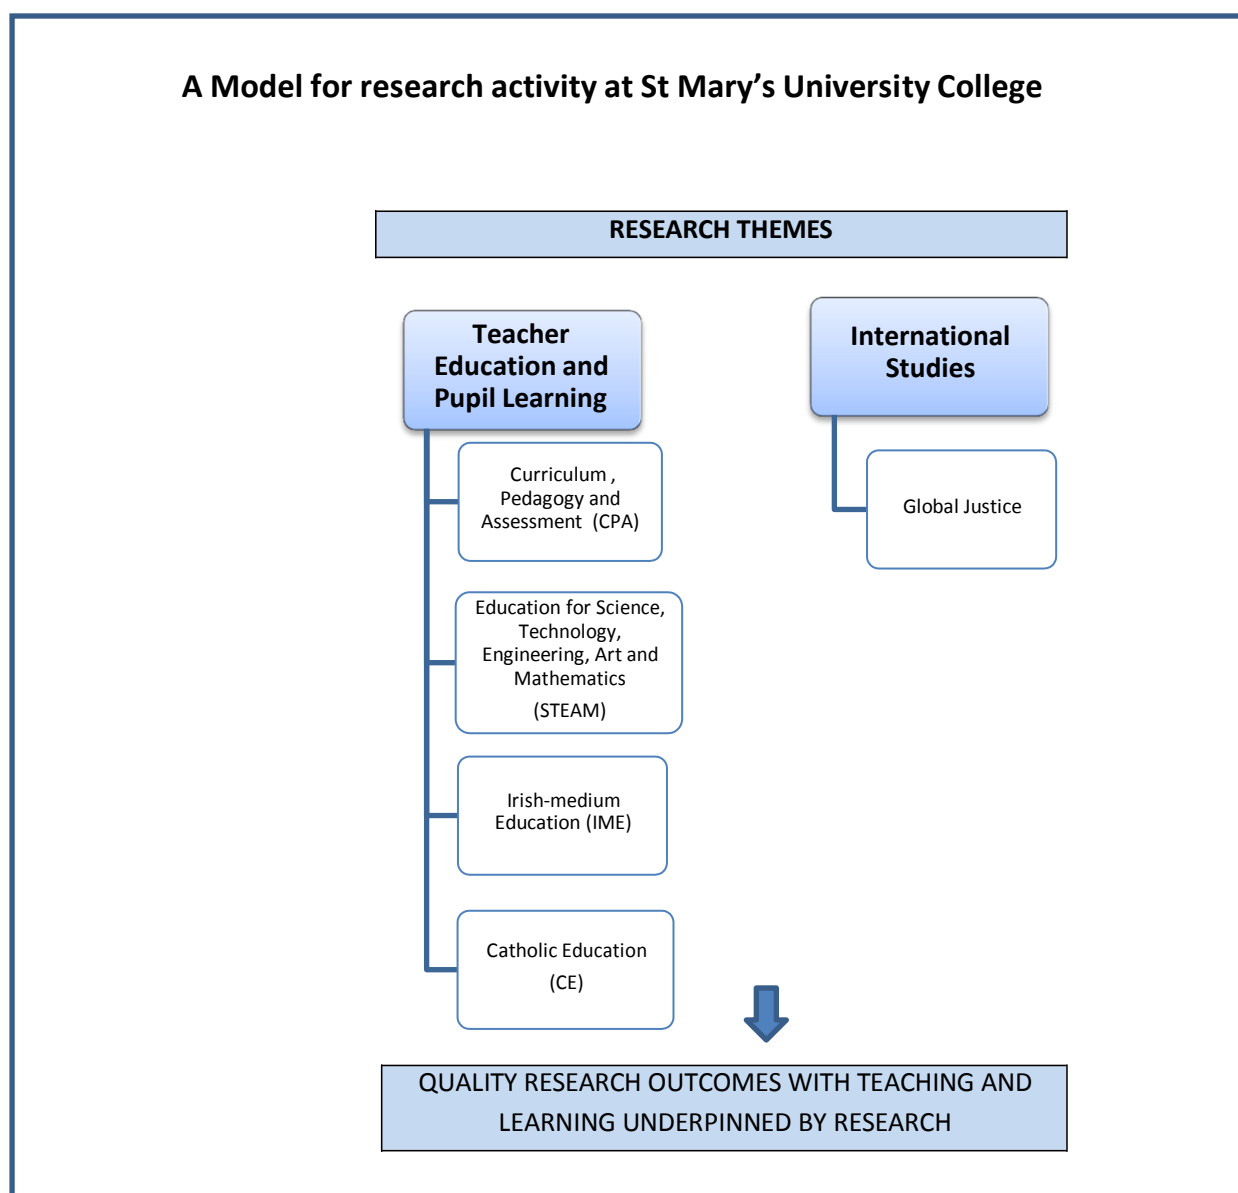 A Model for research activity at St Mary’s University College
RESEARCH THEMES
Teacher
Education and
Pupil Learning
Curriculum ,
Pedagogy and
Assessment  (CPA)
Education for Science,
Technology,
Engineering, Art and
Mathematics
(STEAM)
Irish-medium
Education (IME)
Catholic Education
(CE)
International
Studies
Global Justice
QUALITY RESEARCH OUTCOMES WITH TEACHING AND
LEARNING UNDERPINNED BY RESEARCH